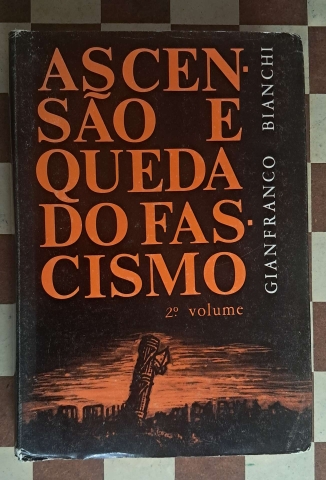 ASCEN·
SÃO E
QUEDA
DO FAS·
CISMO
2º volume
GIANFRANCO BIANCHI